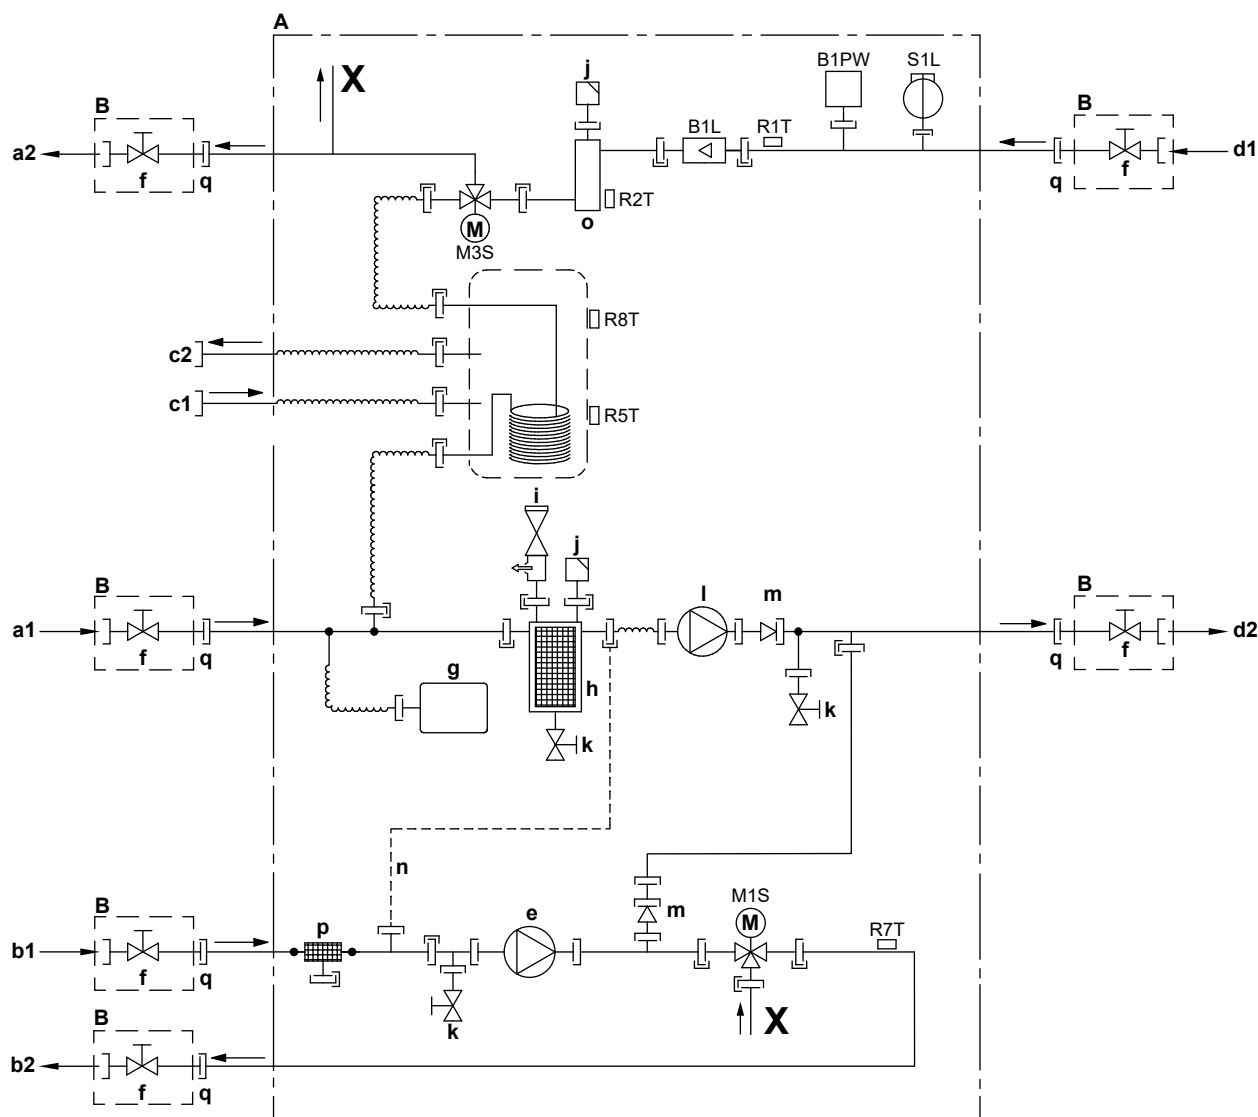 A
X
j
B1PW
S1L
B
B
a2
B1L
R1T
d1
f
q
q
f
R2T
o
M
M3S
R8T
c2
c1
R5T
i
j
B
l
m
B
a1
d2
f
q
q
f
g
h
k
k
n
m
M1S
B
p
e
M
R7T
b1
f
q
k
X
B
b2
f
q